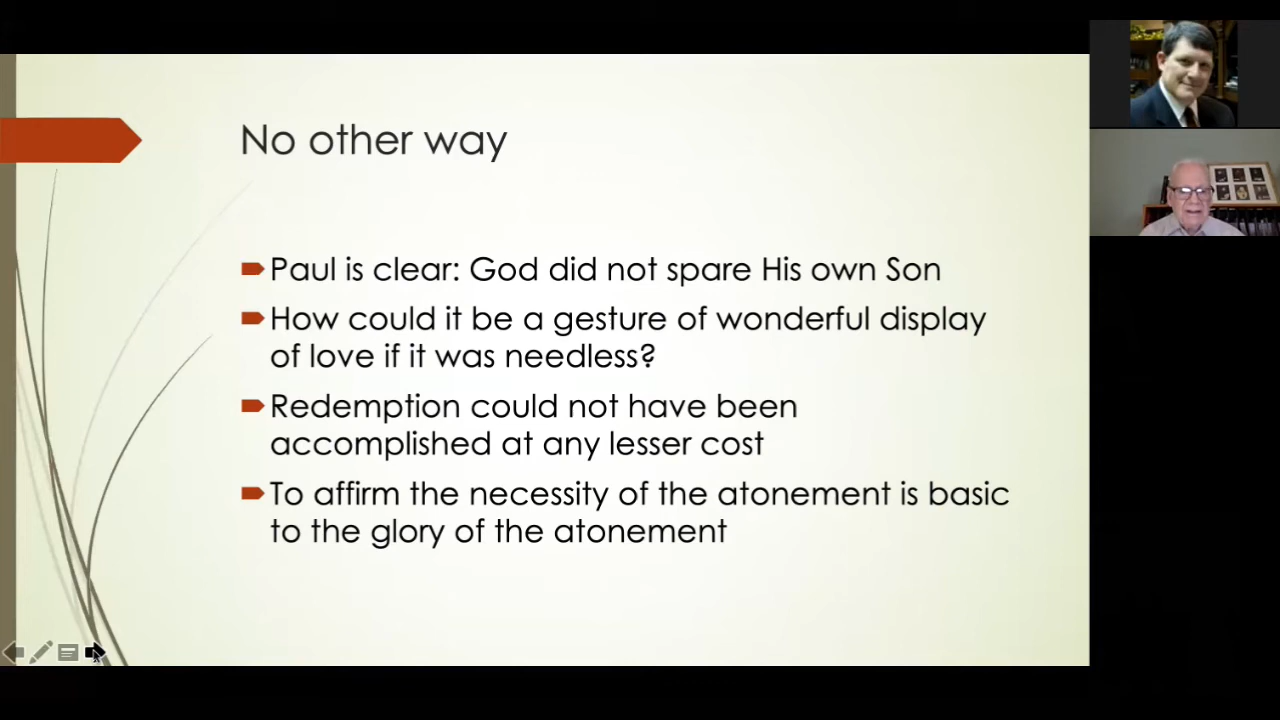 No other way
Paul is clear: God did not spare His own Son
How could it be a gesture of wonderful display
of love if it was needless?
Redemption could not have been
accomplished at any lesser cost
To affirm the necessity of the atonement is basic
to the glory of the atonement